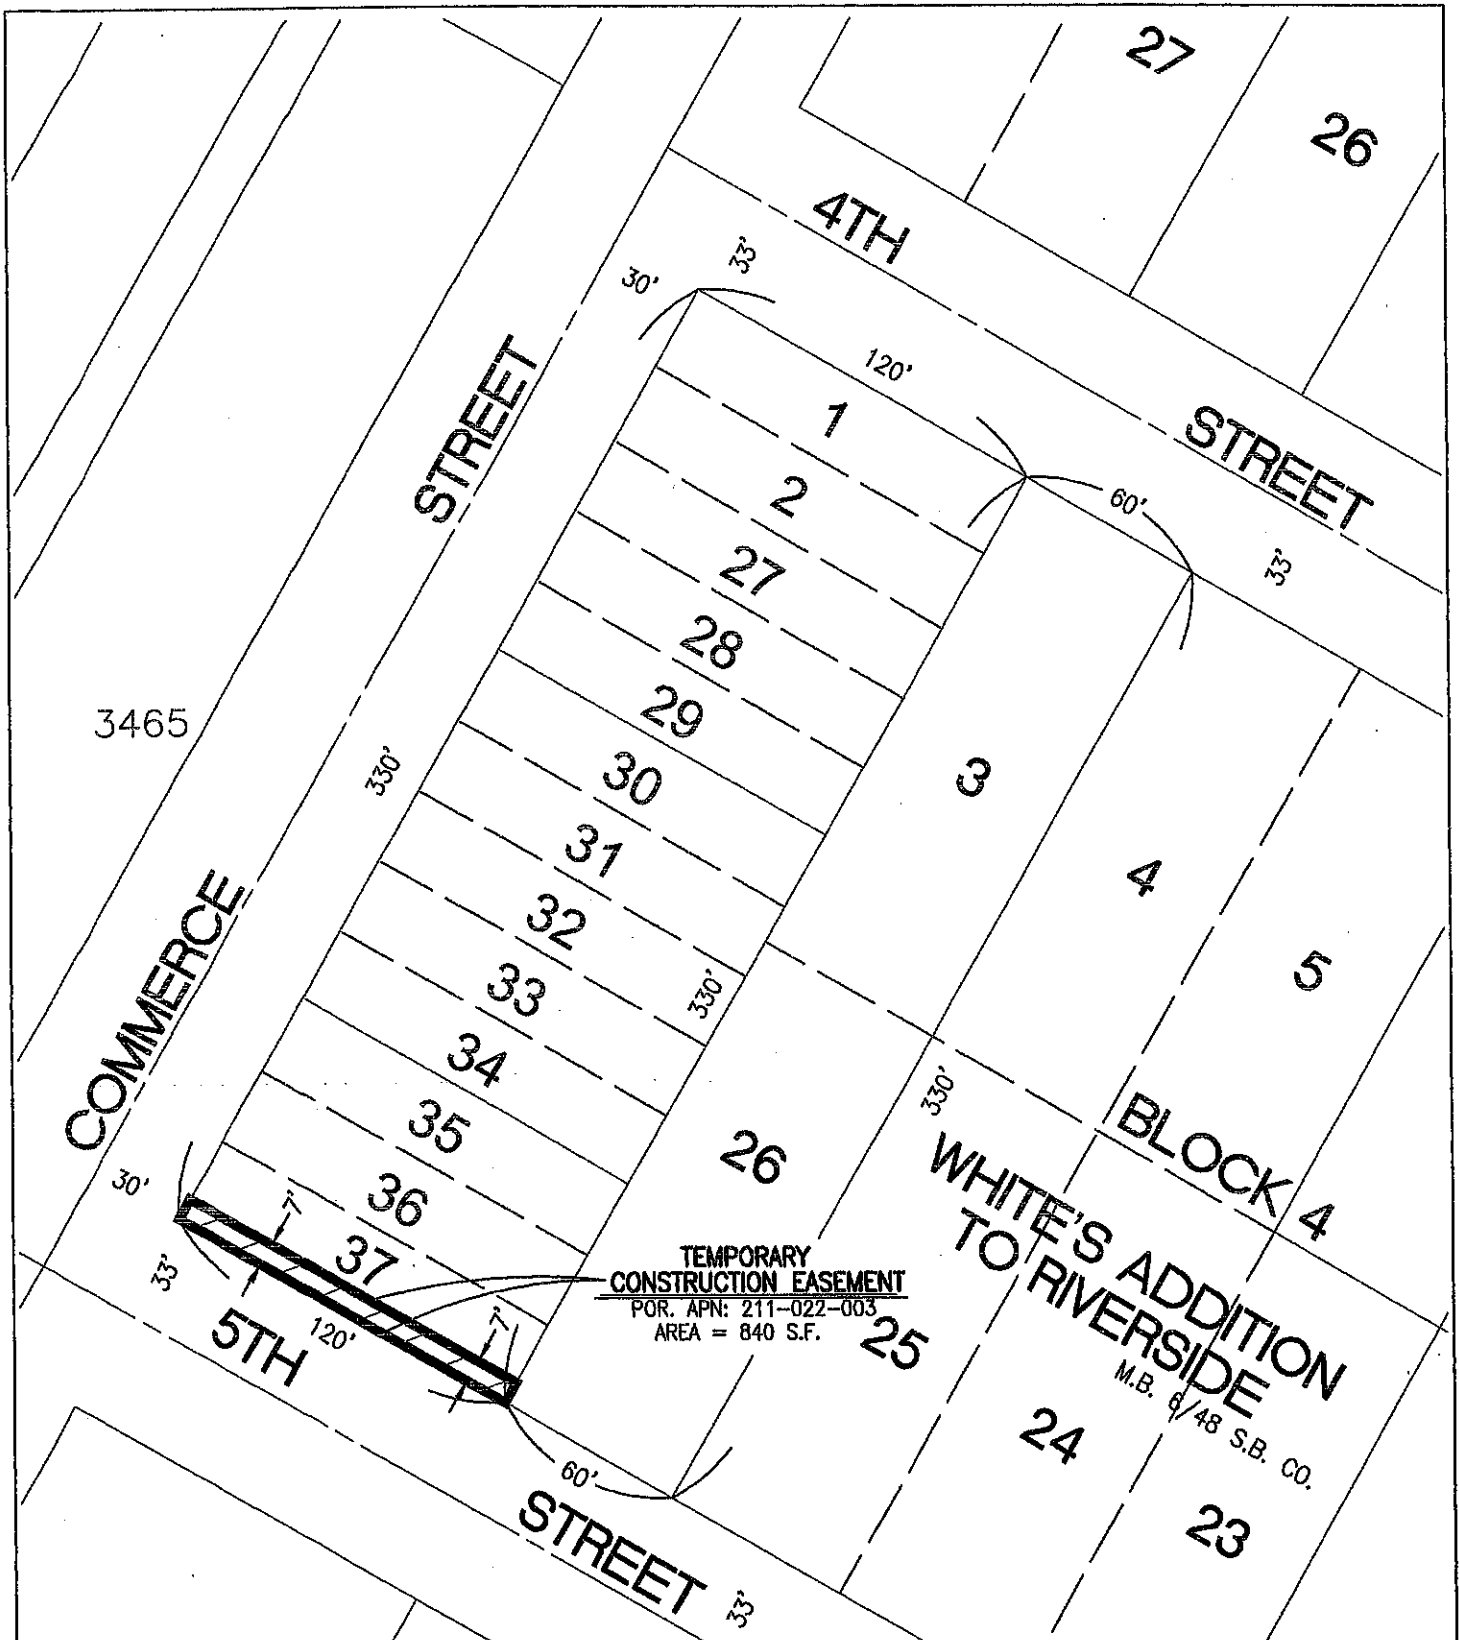 27
26
4TH
STREET
33'
30'
120'
1
2
60'
33'
STREET
27
28
29
3465
30
3
330'
31
4
32
33
5
330'
COMMERCE
34
35
330'
BLOCK 4
26
WHITE'S ADDITION
TO RIVERSIDE
M.B. 6/48 S.B. CO.
30'
36
7'
37
33'
TEMPORARY
CONSTRUCTION EASEMENT
POR. APN: 211-022-003
AREA = 840 S.F.
7'
120'
5TH
25
24
60'
STREET
23
33'